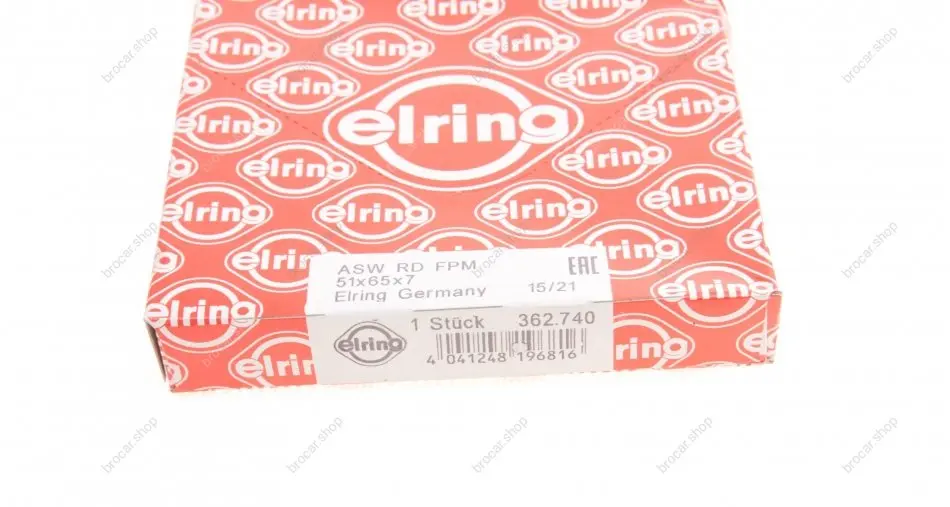 elring
ASW RD FPM
51x65x7
Elring Germany 15/21
EAC
1 Stück 362.740
elring
4 041248 196816
brocar.shop